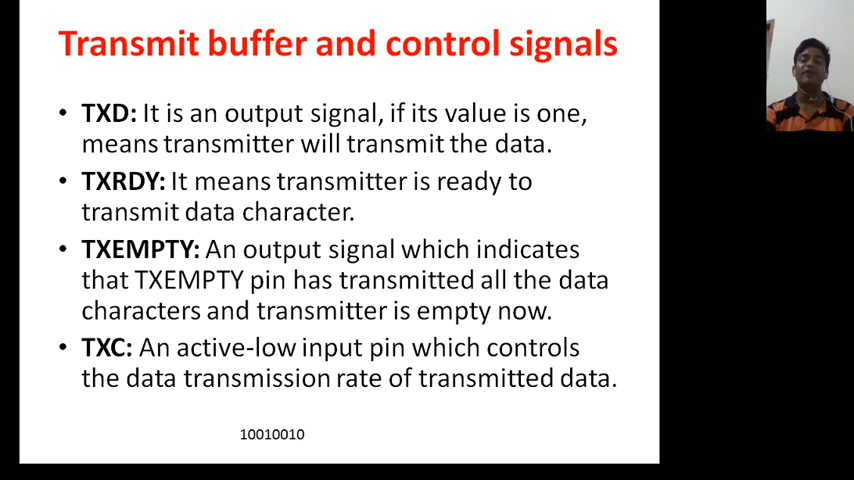 Transmit buffer and control signals
• TXD: It is an output signal, if its value is one,
means transmitter will transmit the data.
• TXRDY: It means transmitter is ready to
transmit data character.
• TXEMPTY: An output signal which indicates
that TXEMPTY pin has transmitted all the data
characters and transmitter is empty now.
• TXC: An active-low input pin which controls
the data transmission rate of transmitted data.
10010010